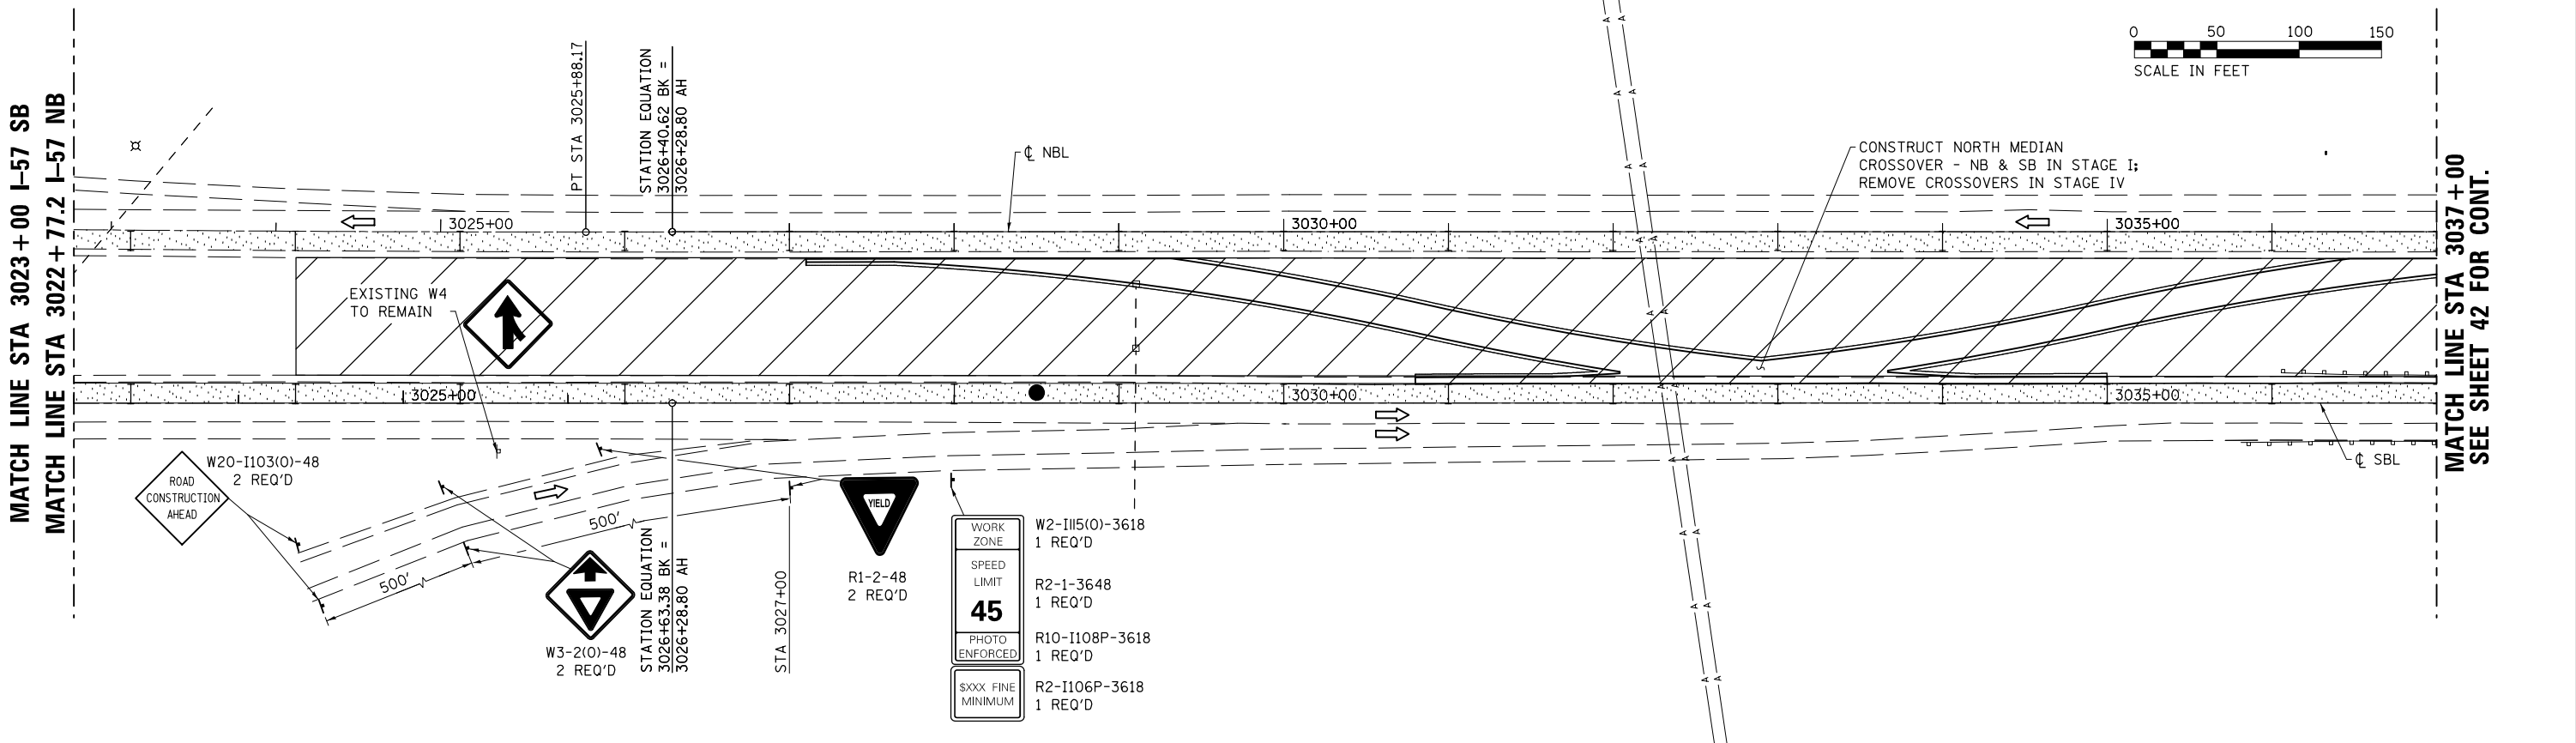 MATCH LINE STA 3023+00 I-57 SB
MATCH LINE STA 3022+77.2 I-57 NB
PT STA 3025+88.17
STATION EQUATION
3026+40.62 BK =
3026+28.80 AH
℄ NBL
CONSTRUCT NORTH MEDIAN
CROSSOVER - NB & SB IN STAGE I;
REMOVE CROSSOVERS IN STAGE IV
0 50 100 150
SCALE IN FEET
3025+00
3030+00
3035+00
EXISTING W4
TO REMAIN
3025+00
3030+00
3035+00
℄ SBL
W20-I103(0)-48
2 REQ'D
ROAD
CONSTRUCTION
AHEAD
500'
500'
W3-2(0)-48
2 REQ'D
STATION EQUATION
3026+63.38 BK =
3026+28.80 AH
STA 3027+00
YIELD
R1-2-48
2 REQ'D
WORK
ZONE
SPEED
LIMIT
45
PHOTO
ENFORCED
$XXX FINE
MINIMUM
W2-I115(0)-3618
1 REQ'D
R2-1-3648
1 REQ'D
R10-I108P-3618
1 REQ'D
R2-I106P-3618
1 REQ'D
A A A A A A A A A A A A A A A A A A
MATCH LINE STA 3037+00
SEE SHEET 42 FOR CONT.